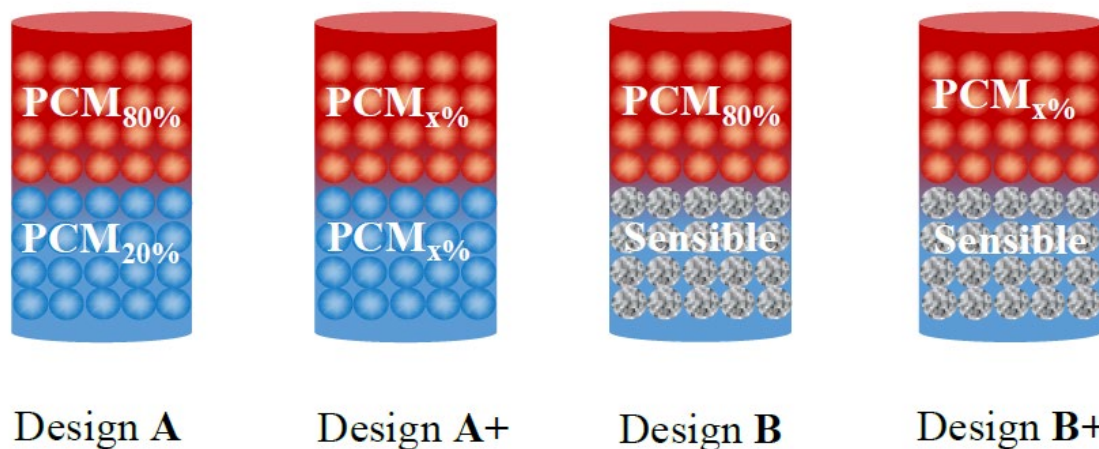 PCM80%
PCM20%
Design A
PCMx%
PCMx%
Design A+
PCM80%
Sensible
Design B
PCMx%
Sensible
Design B+